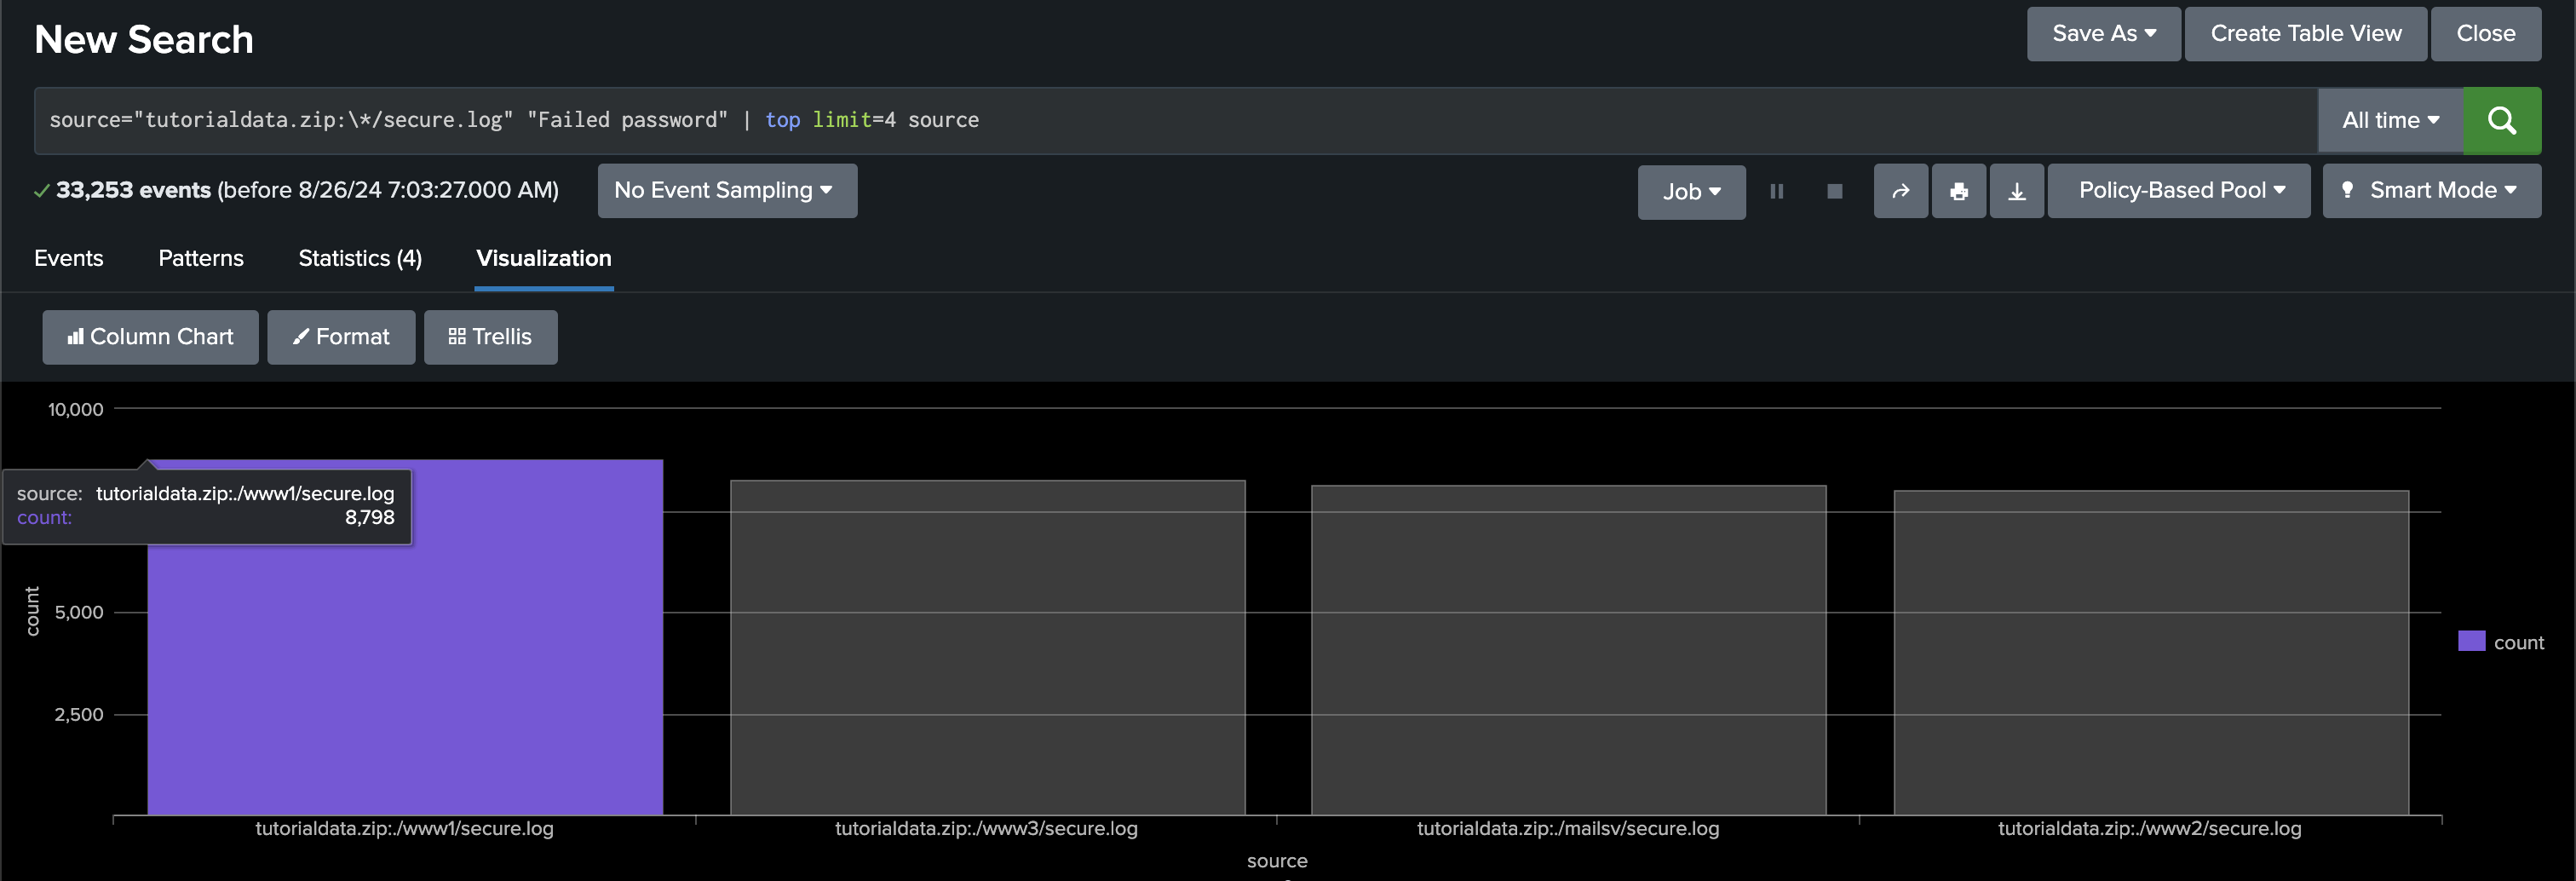 New Search
Save As
Create Table View
Close
source="tutorialdata.zip:\*/secure.log" "Failed password" | top limit=4 source
All time
33,253 events (before 8/26/24 7:03:27.000 AM)
No Event Sampling
Job
Policy-Based Pool
Smart Mode
Events
Patterns
Statistics (4)
Visualization
Column Chart
Format
Trellis
10,000
source: tutorialdata.zip:./www1/secure.log
count: 8,798
count
5,000
2,500
count
tutorialdata.zip:./www1/secure.log
tutorialdata.zip:./www3/secure.log
tutorialdata.zip:./mailsv/secure.log
tutorialdata.zip:./www2/secure.log
source